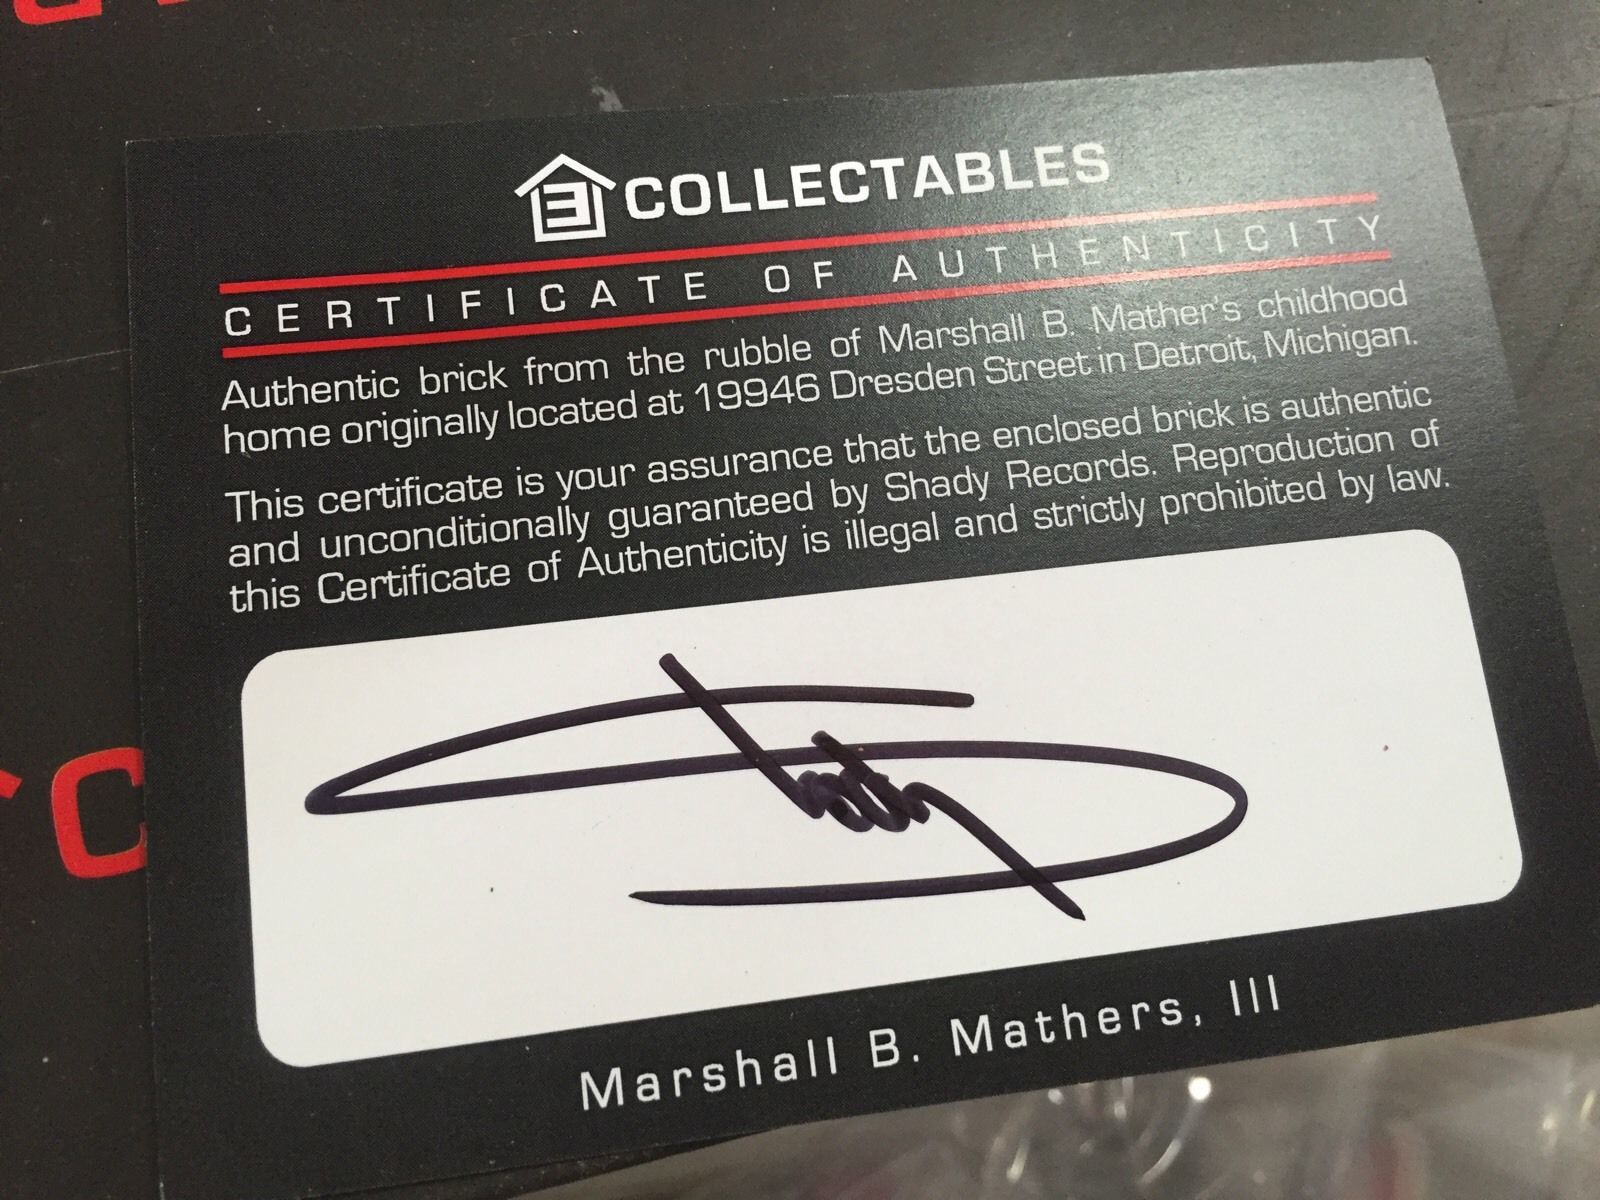 E COLLECTABLES
CERTIFICATE OF AUTHENTICITY
Authentic brick from the rubble of Marshall B. Mather's childhood
home originally located at 19946 Dresden Street in Detroit, Michigan.
This certificate is your assurance that the enclosed brick is authentic
and unconditionally guaranteed by Shady Records. Reproduction of
this Certificate of Authenticity is illegal and strictly prohibited by law.
Marshall B. Mathers, III